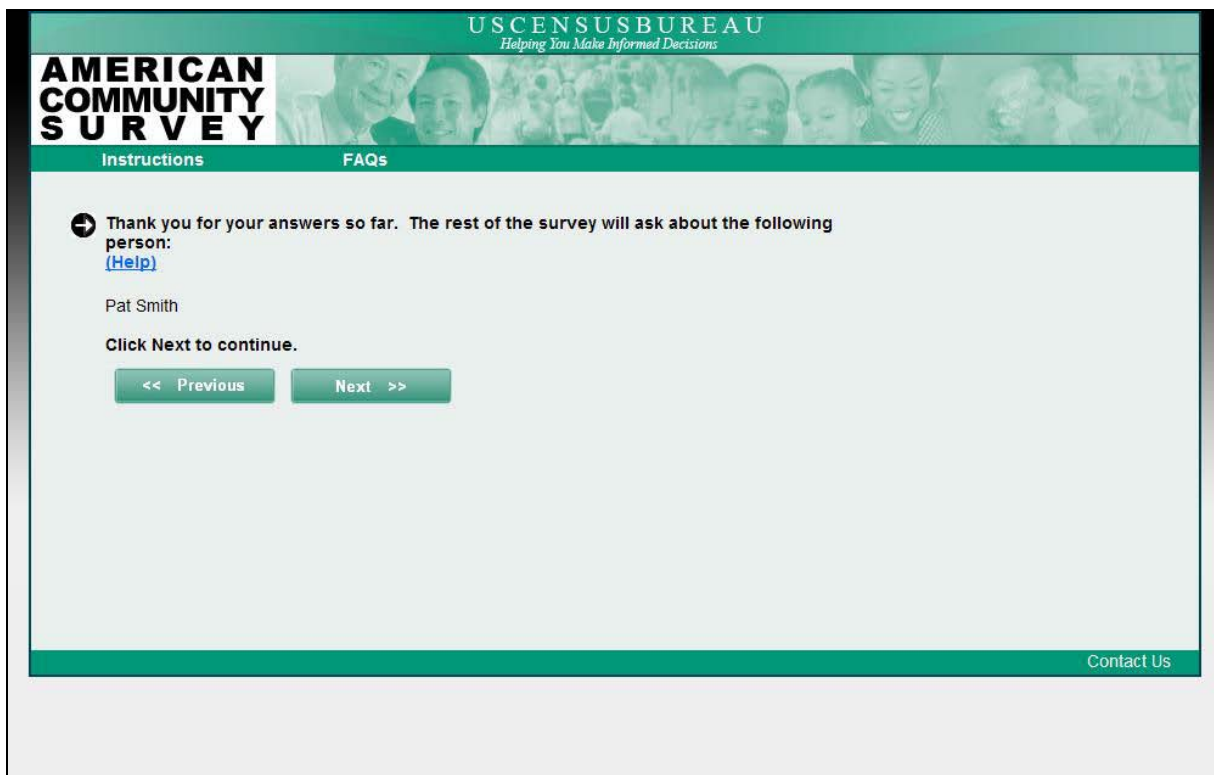 USCENSUSBUREAU
Helping You Make Informed Decisions
AMERICAN
COMMUNITY
SURVEY
Instructions FAQs
Thank you for your answers so far. The rest of the survey will ask about the following
person:
(Help)
Pat Smith
Click Next to continue.
<< Previous Next >>
Contact Us